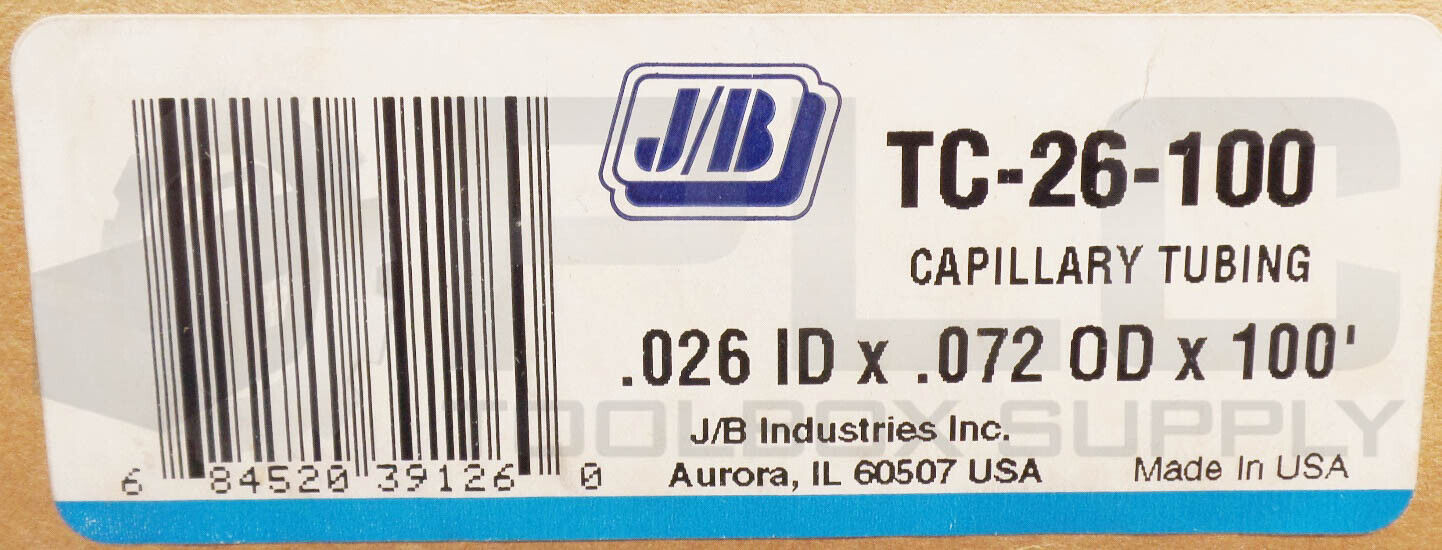 J/B
TC-26-100
CAPILLARY TUBING
.026 ID x .072 OD x 100'
J/B Industries Inc.
Aurora, IL 60507 USA
Made In USA
6 84520 39126 0
PLC
TOOLBOX SUPPLY